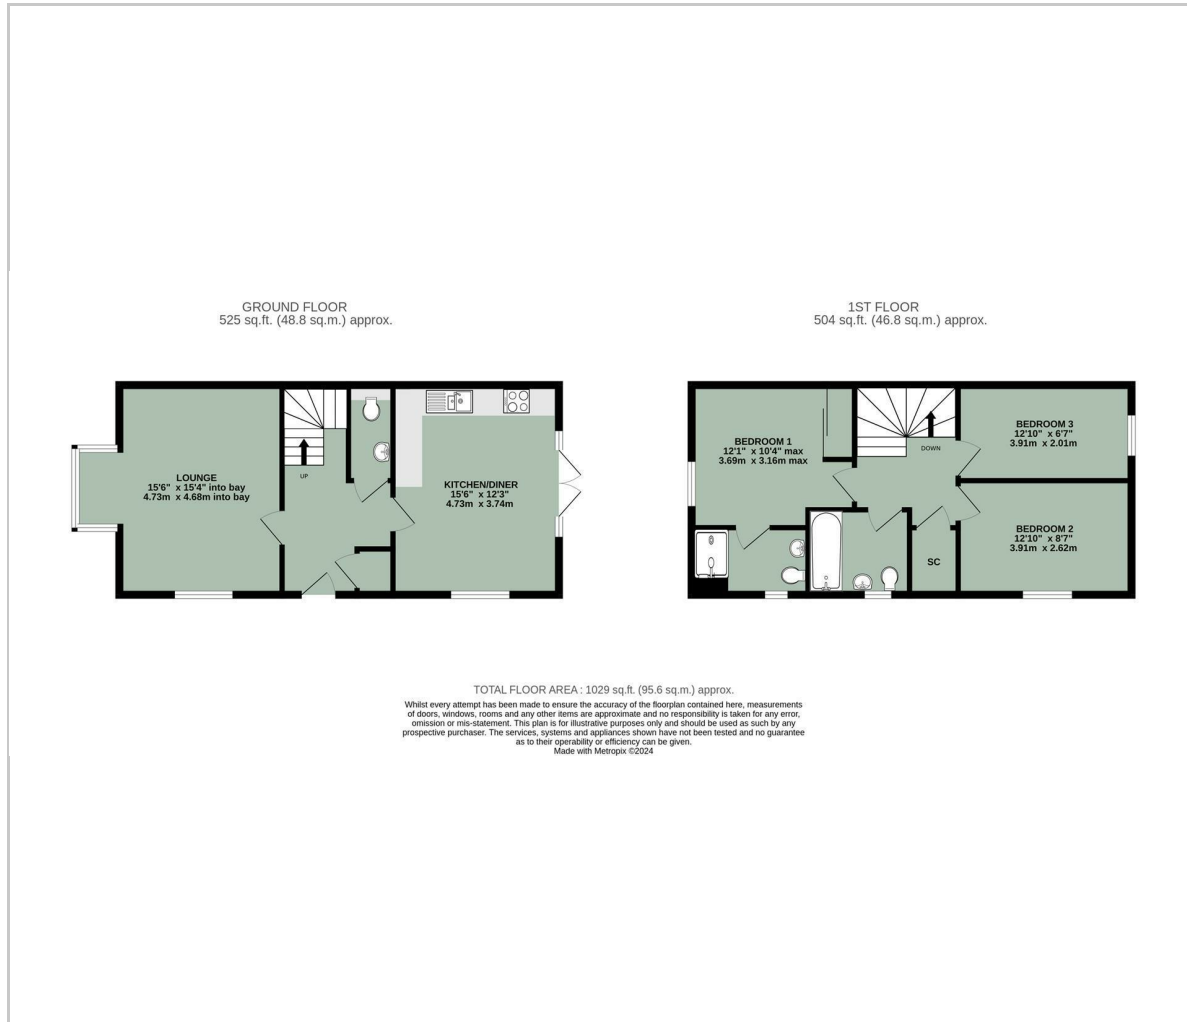 GROUND FLOOR
525 sq.ft. (48.8 sq.m.) approx.
1ST FLOOR
504 sq.ft. (46.8 sq.m.) approx.
LOUNGE
15'6" x 15'4" into bay
4.73m x 4.68m into bay
UP
KITCHEN/DINER
15'6" x 12'3"
4.73m x 3.74m
BEDROOM 1
12'1" x 10'4" max
3.69m x 3.16m max
DOWN
BEDROOM 3
12'10" x 6'7"
3.91m x 2.01m
BEDROOM 2
12'10" x 8'7"
3.91m x 2.62m
SC
TOTAL FLOOR AREA : 1029 sq.ft. (95.6 sq.m.) approx.
Whilst every attempt has been made to ensure the accuracy of the floorplan contained here, measurements
of doors, windows, rooms and any other items are approximate and no responsibility is taken for any error,
omission or mis-statement. This plan is for illustrative purposes only and should be used as such by any
prospective purchaser. The services, systems and appliances shown have not been tested and no guarantee
as to their operability or efficiency can be given.
Made with Metropix ©2024